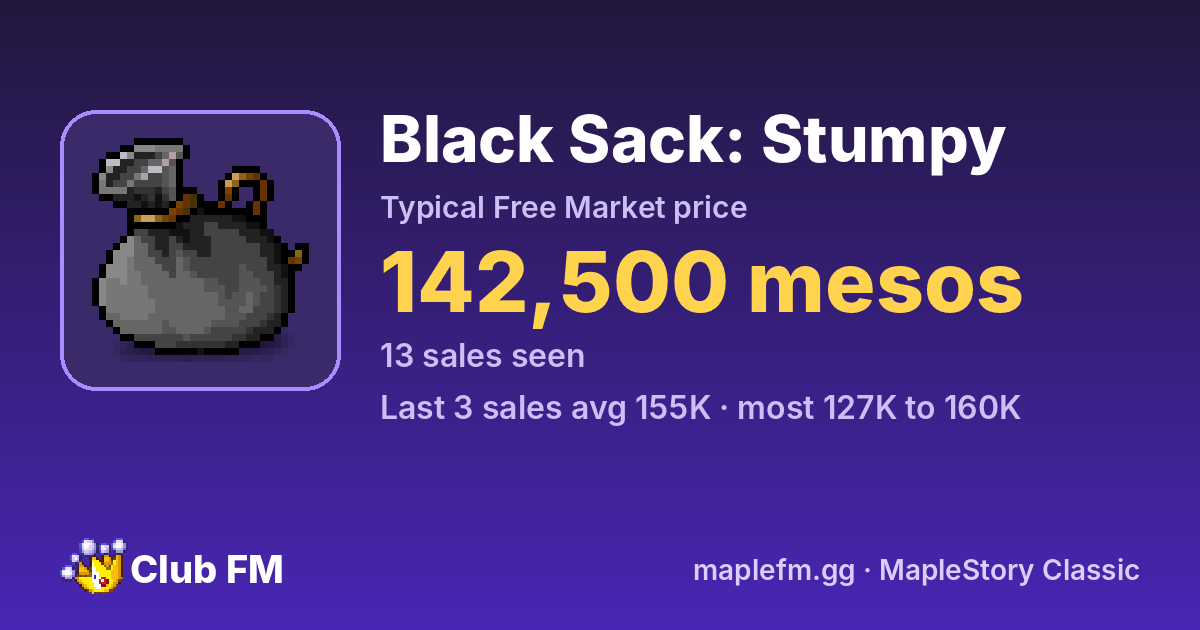 Black Sack: Stumpy
Typical Free Market price
142,500 mesos
13 sales seen
Last 3 sales avg 155K · most 127K to 160K
Club FM
maplefm.gg · MapleStory Classic